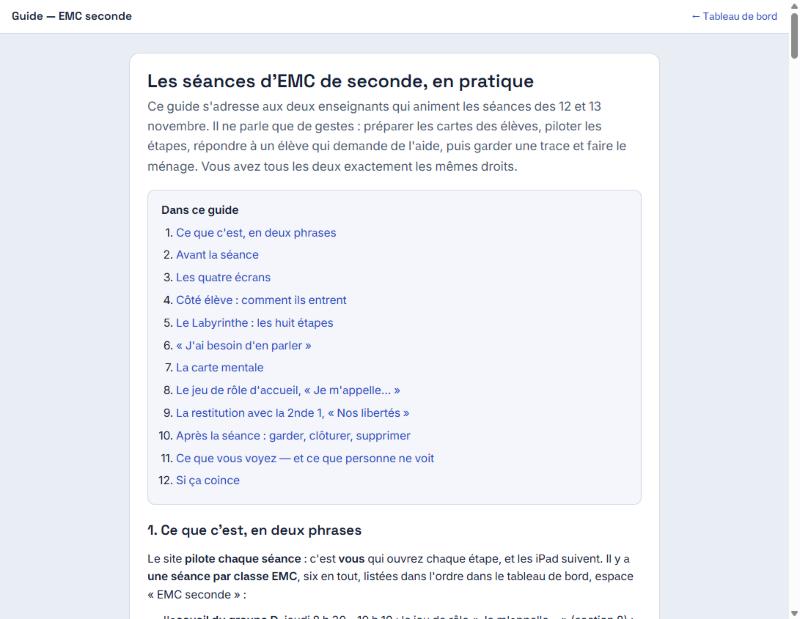 Guide — EMC seconde
← Tableau de bord
Les séances d'EMC de seconde, en pratique
Ce guide s'adresse aux deux enseignants qui animent les séances des 12 et 13
novembre. Il ne parle que de gestes : préparer les cartes des élèves, piloter les
étapes, répondre à un élève qui demande de l'aide, puis garder une trace et faire le
ménage. Vous avez tous les deux exactement les mêmes droits.
Dans ce guide
1. Ce que c'est, en deux phrases
2. Avant la séance
3. Les quatre écrans
4. Côté élève : comment ils entrent
5. Le Labyrinthe : les huit étapes
6. « J'ai besoin d'en parler »
7. La carte mentale
8. Le jeu de rôle d'accueil, « Je m'appelle... »
9. La restitution avec la 2nde 1, « Nos libertés »
10. Après la séance : garder, clôturer, supprimer
11. Ce que vous voyez — et ce que personne ne voit
12. Si ça coince
1. Ce que c'est, en deux phrases
Le site pilote chaque séance : c'est vous qui ouvrez chaque étape, et les iPad suivent. Il y a
une séance par classe EMC, six en tout, listées dans l'ordre dans le tableau de bord, espace
« EMC seconde » :